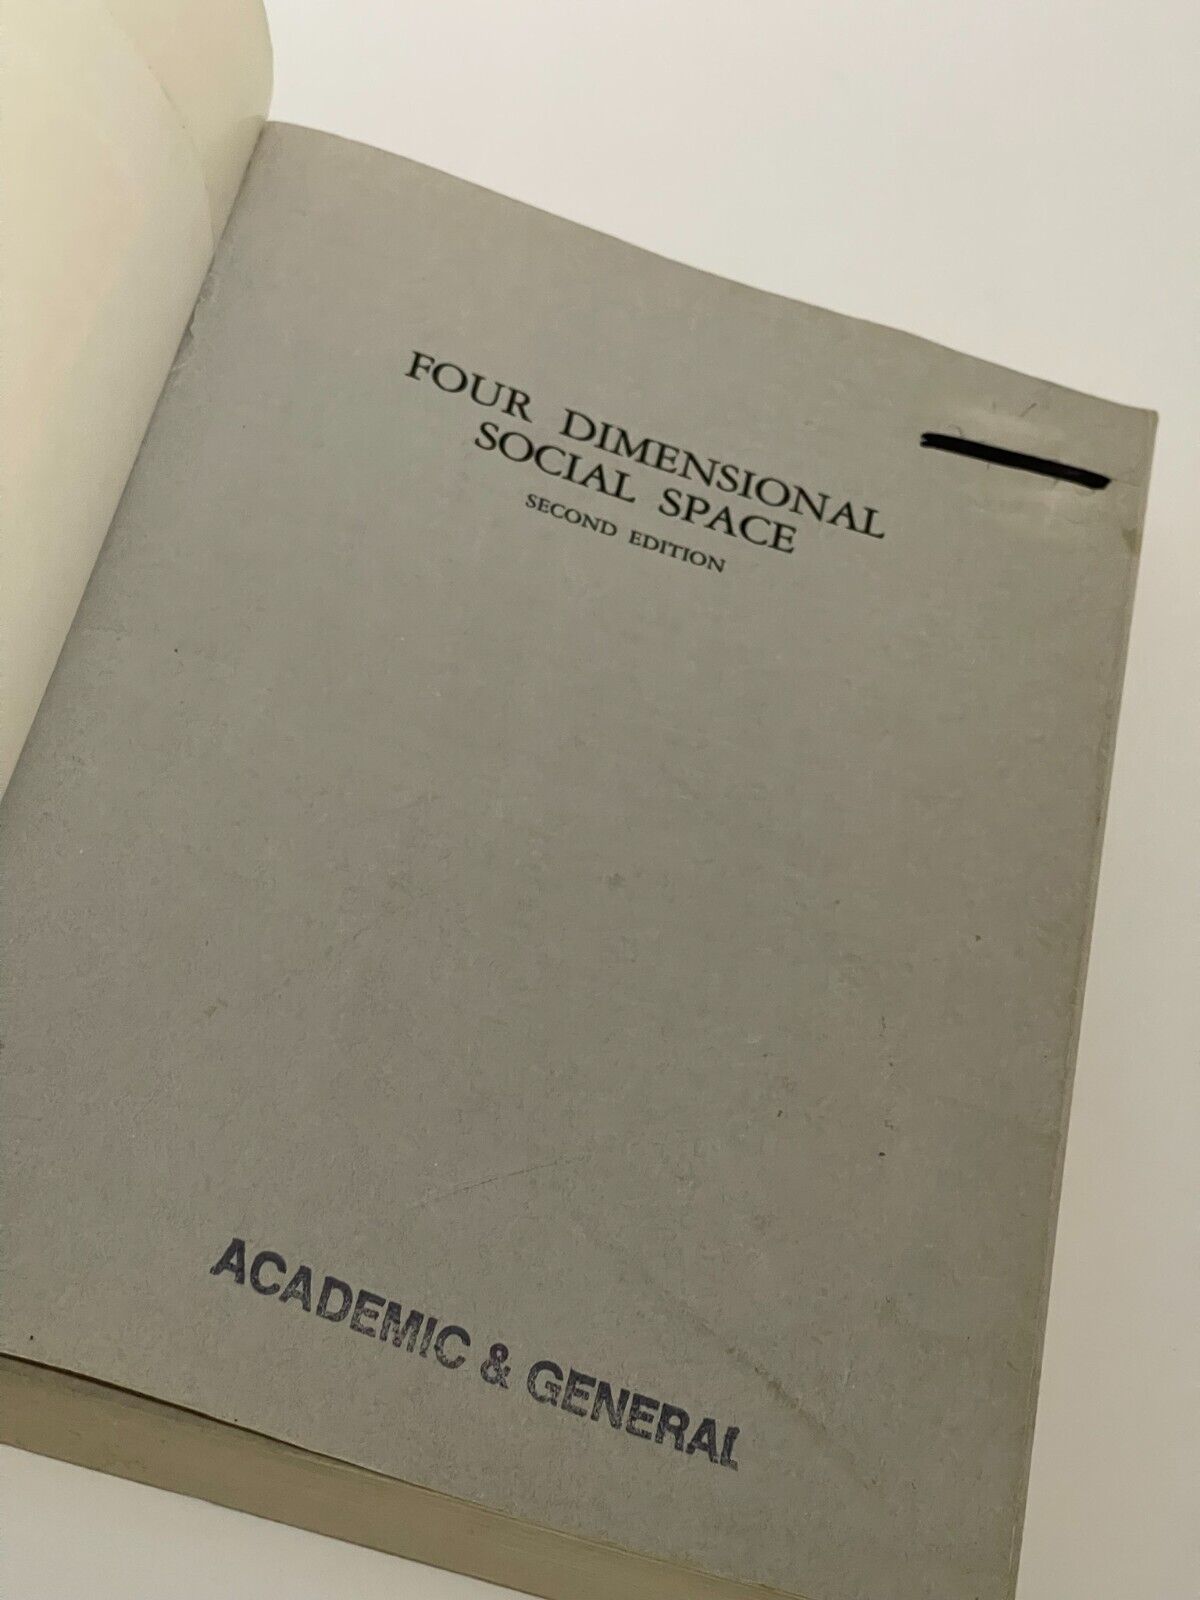 FOUR DIMENSIONAL
SOCIAL SPACE
SECOND EDITION
ACADEMIC & GENERAL